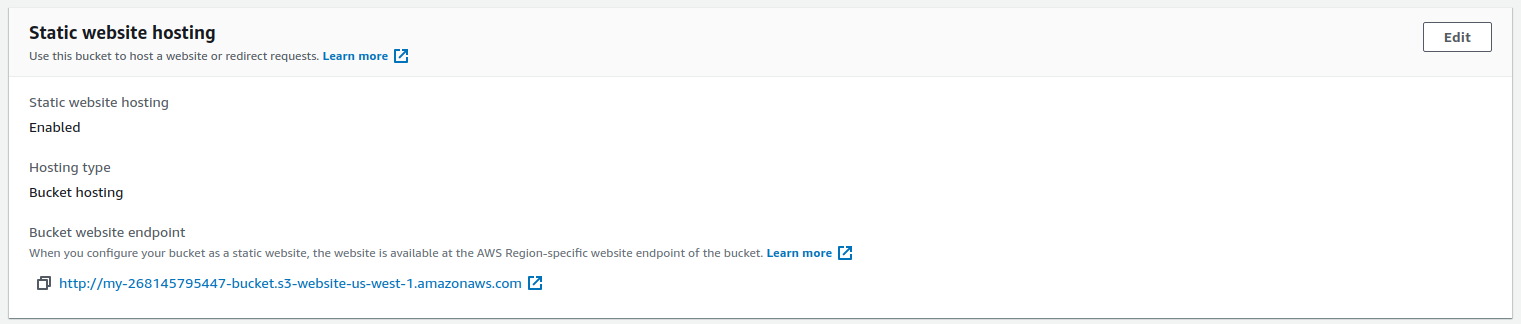 Static website hosting
Edit
Use this bucket to host a website or redirect requests. Learn more
Static website hosting
Enabled
Hosting type
Bucket hosting
Bucket website endpoint
When you configure your bucket as a static website, the website is available at the AWS Region-specific website endpoint of the bucket. Learn more
http://my-268145795447-bucket.s3-website-us-west-1.amazonaws.com